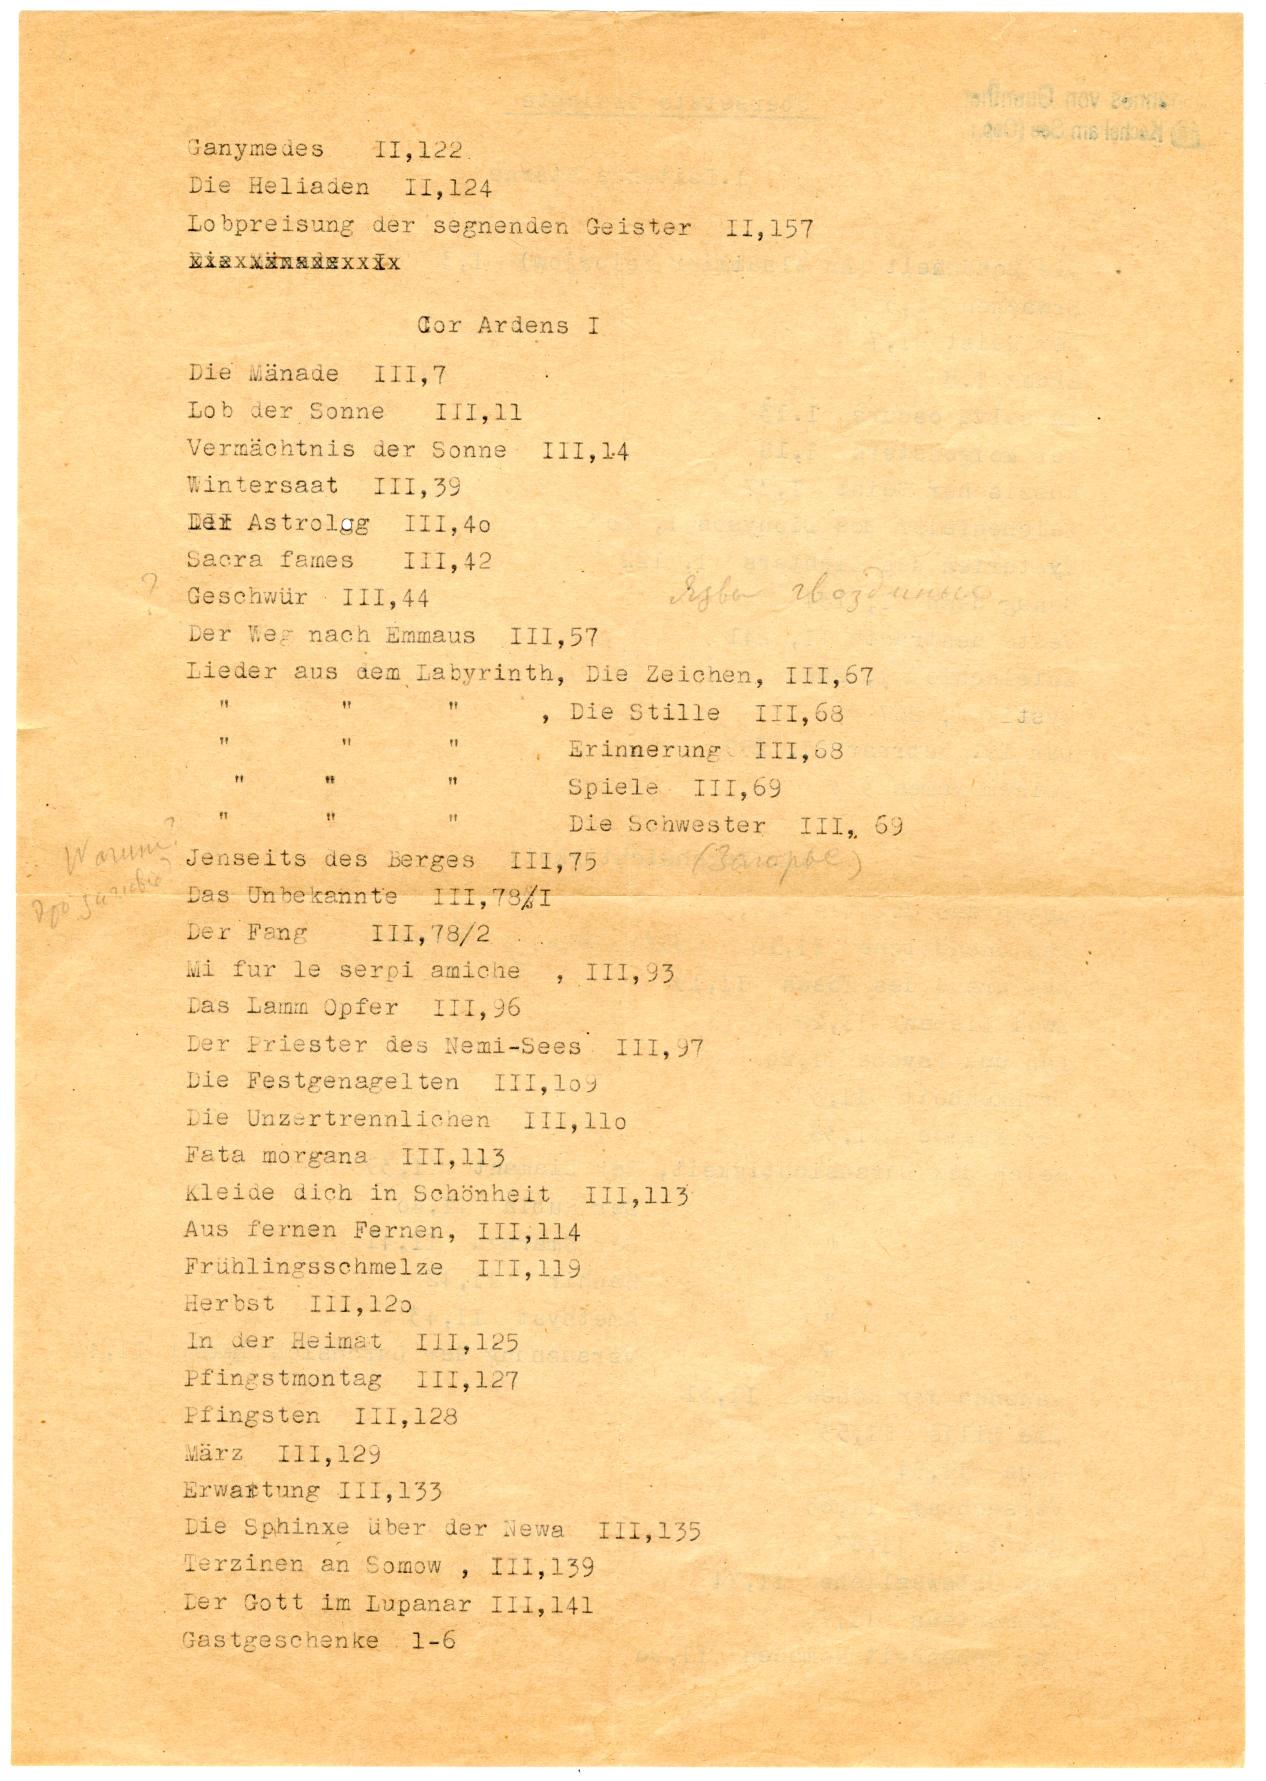 Ganymedes II,122
Die Heliaden II,124
Lobpreisung der segnenden Geister II,157
Cor Ardens I
Die Mänade III,7
Lob der Sonne III,11
Vermächtnis der Sonne III,14
Wintersaat III,39
Der Astrolog III,4o
Sacra fames III,42
? Geschwür III,44 Язвы гвоздиные
Der Weg nach Emmaus III,57
Lieder aus dem Labyrinth, Die Zeichen, III,67
" " " , Die Stille III,68
" " " Erinnerung III,68
" " " Spiele III,69
" " " Die Schwester III, 69
Warum? Jenseits des Berges III,75 (Загорье)
Das Unbekannte III,78/I
Der Fang III,78/2
Mi fur le serpi amiche , III,93
Das Lamm Opfer III,96
Der Priester des Nemi-Sees III,97
Die Festgenagelten III,1o9
Die Unzertrennlichen III,11o
Fata morgana III,113
Kleide dich in Schönheit III,113
Aus fernen Fernen, III,114
Frühlingsschmelze III,119
Herbst III,12o
In der Heimat III,125
Pfingstmontag III,127
Pfingsten III,128
März III,129
Erwartung III,133
Die Sphinxe über der Newa III,135
Terzinen an Somow , III,139
Der Gott im Lupanar III,141
Gastgeschenke 1-6